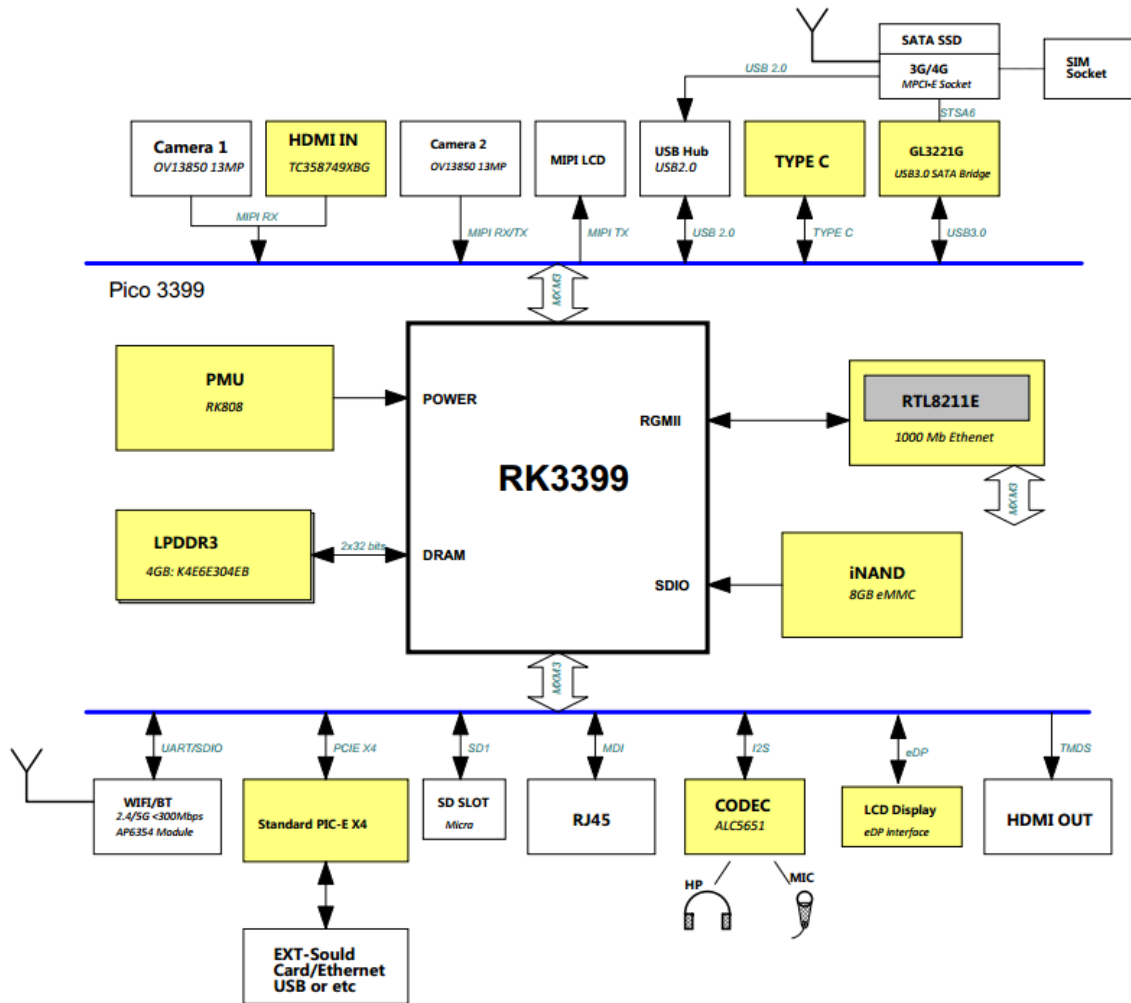 SATA SSD
3G/4G
MPCI-E Socket
SIM
Socket
USB 2.0
STSA6
Camera 1
OV13850 13MP
HDMI IN
TC358749XBG
Camera 2
OV13850 13MP
MIPI LCD
USB Hub
USB2.0
TYPE C
GL3221G
USB3.0 SATA Bridge
MIPI RX
MIPI RX/TX
MIPI TX
USB 2.0
TYPE C
USB3.0
Pico 3399
MXM3
PMU
RK808
POWER
RGMII
RTL8211E
1000 Mb Ethenet
MXM3
RK3399
LPDDR3
4GB: K4E6E304EB
2x32 bits
DRAM
SDIO
iNAND
8GB eMMC
MXM3
UART/SDIO
PCIE X4
SD1
MDI
I2S
eDP
TMDS
WIFI/BT
2.4/5G <300Mbps
AP6354 Module
Standard PIC-E X4
SD SLOT
Micra
RJ45
CODEC
ALC5651
LCD Display
eDP Interface
HDMI OUT
HP
MIC
EXT-Sould
Card/Ethernet
USB or etc